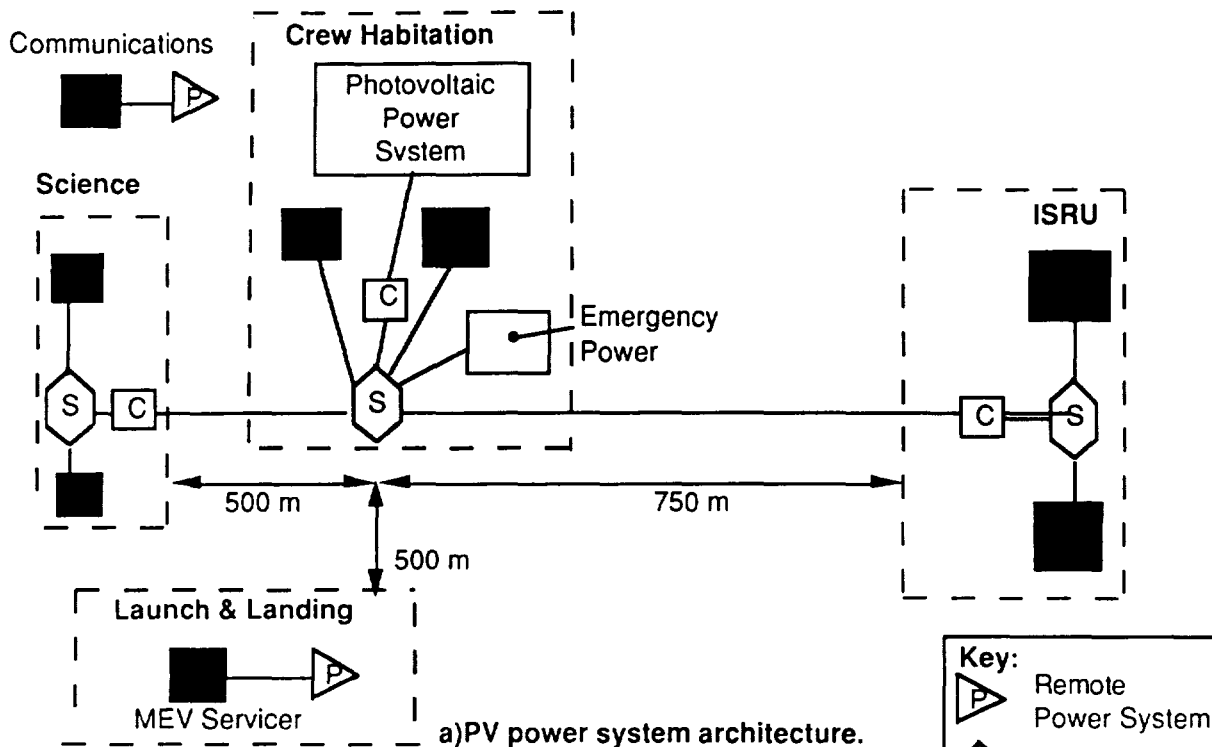 Communications
P
Crew Habitation
Photovoltaic
Power
Svstem
C
Emergency
Power
S
Science
S
C
ISRU
C
S
500 m
750 m
500 m
Launch & Landing
P
MEV Servicer
a)PV power system architecture.
Key:
P
Remote
Power System